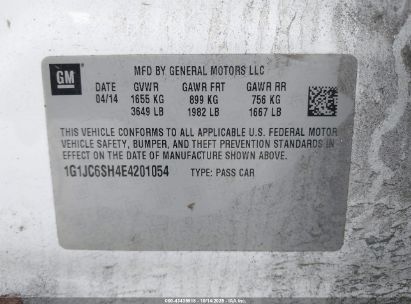 GM
MFD BY GENERAL MOTORS LLC
DATE GVWR GAWR FRT GAWR RR
04/14 1655 KG 899 KG 756 KG
3649 LB 1982 LB 1667 LB
THIS VEHICLE CONFORMS TO ALL APPLICABLE U.S. FEDERAL MOTOR
VEHICLE SAFETY, BUMPER, AND THEFT PREVENTION STANDARDS
IN EFFECT ON THE DATE OF MANUFACTURE SHOWN ABOVE.
1G1JC6SH4E4201054 TYPE: PASS CAR